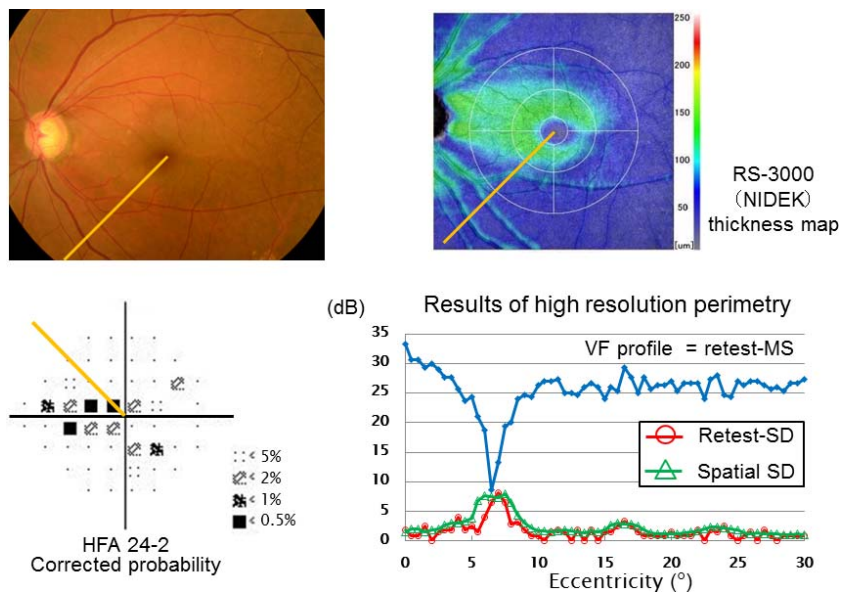 250
200
150
100
50
[um]
RS-3000
（NIDEK）
thickness map
< 5%
< 2%
< 1%
< 0.5%
HFA 24-2
Corrected probability
(dB)
Results of high resolution perimetry
VF profile = retest-MS
Retest-SD
Spatial SD
35
30
25
20
15
10
5
0
0 5 10 15 20 25 30
Eccentricity (°)